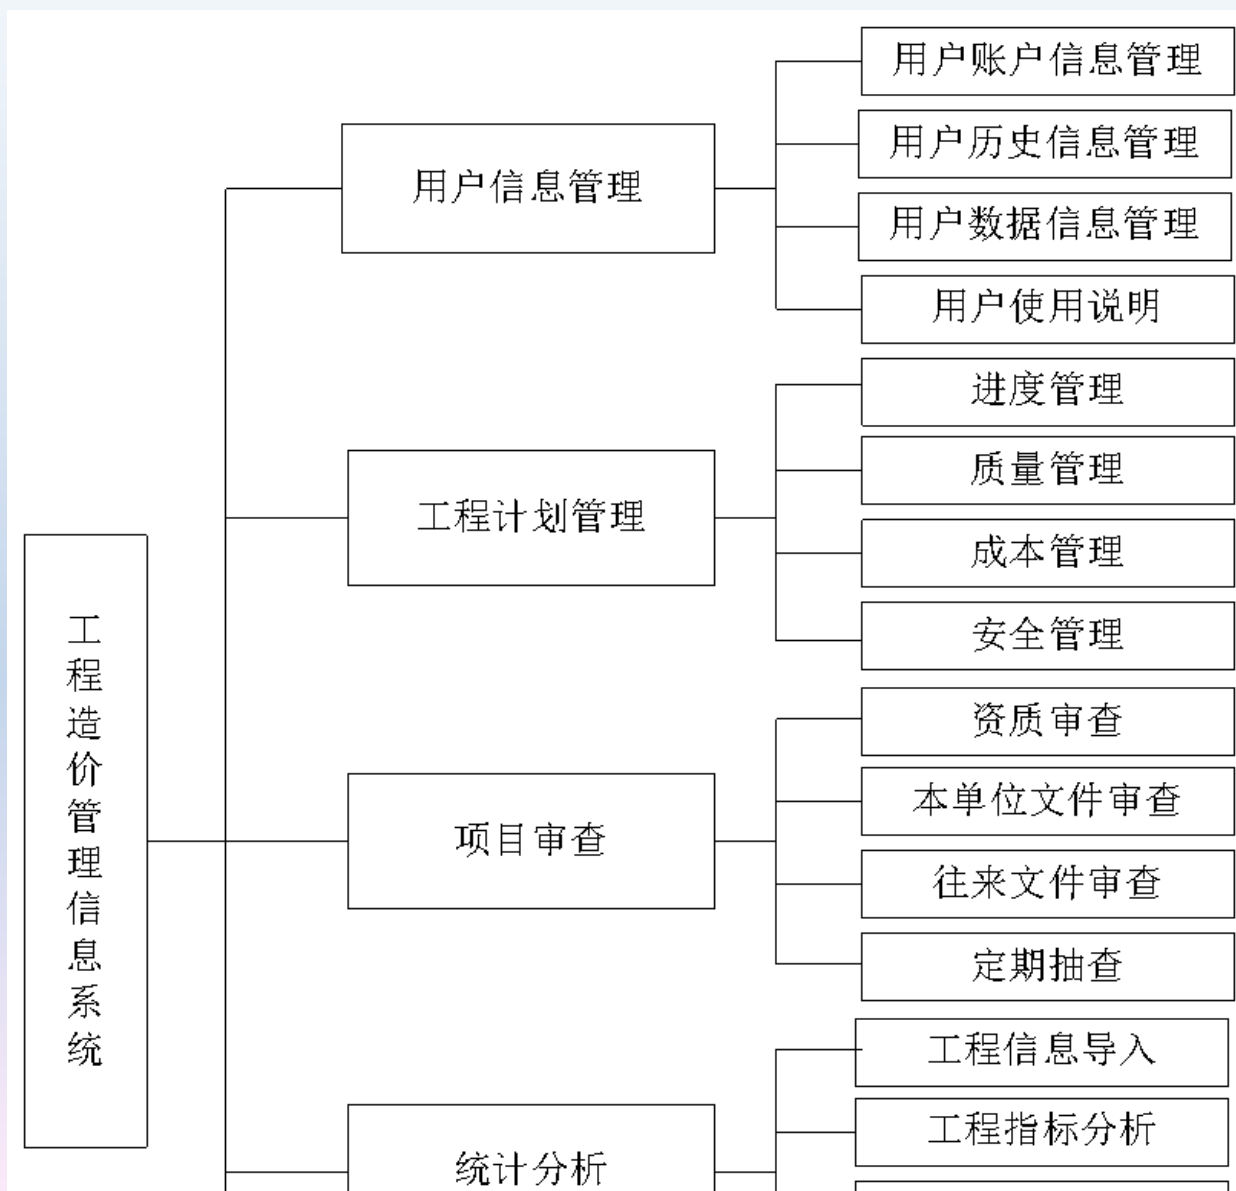 工程造价管理信息系统
用户信息管理
用户账户信息管理
用户历史信息管理
用户数据信息管理
用户使用说明
工程计划管理
进度管理
质量管理
成本管理
安全管理
项目审查
资质审查
本单位文件审查
往来文件审查
定期抽查
统计分析
工程信息导入
工程指标分析